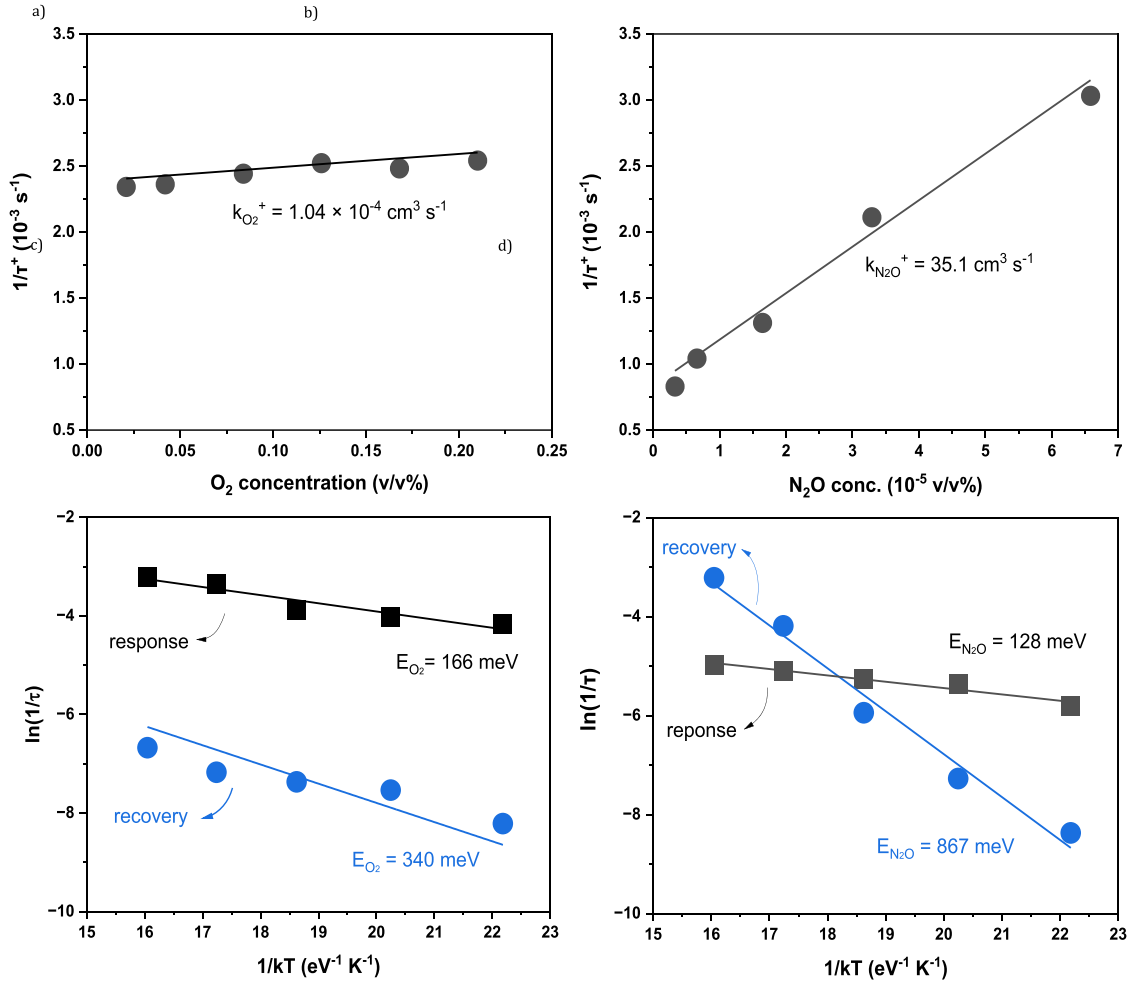 a)
b)
3.5
3.0
2.5
2.0
1.5
1.0
0.5
1/τ⁺ (10⁻³ s⁻¹)
k_O₂⁺ = 1.04 × 10⁻⁴ cm³ s⁻¹
0.00 0.05 0.10 0.15 0.20 0.25
O₂ concentration (v/v%)
3.5
3.0
2.5
2.0
1.5
1.0
0.5
1/τ⁺ (10⁻³ s⁻¹)
k_N₂O⁺ = 35.1 cm³ s⁻¹
0 1 2 3 4 5 6 7
N₂O conc. (10⁻⁵ v/v%)
c)
d)
−2
−4
−6
−8
−10
ln(1/τ)
response
E_O₂= 166 meV
recovery
E_O₂ = 340 meV
15 16 17 18 19 20 21 22 23
1/kT (eV⁻¹ K⁻¹)
−2
−4
−6
−8
−10
ln(1/τ)
recovery
E_N₂O = 128 meV
reponse
E_N₂O = 867 meV
15 16 17 18 19 20 21 22 23
1/kT (eV⁻¹ K⁻¹)